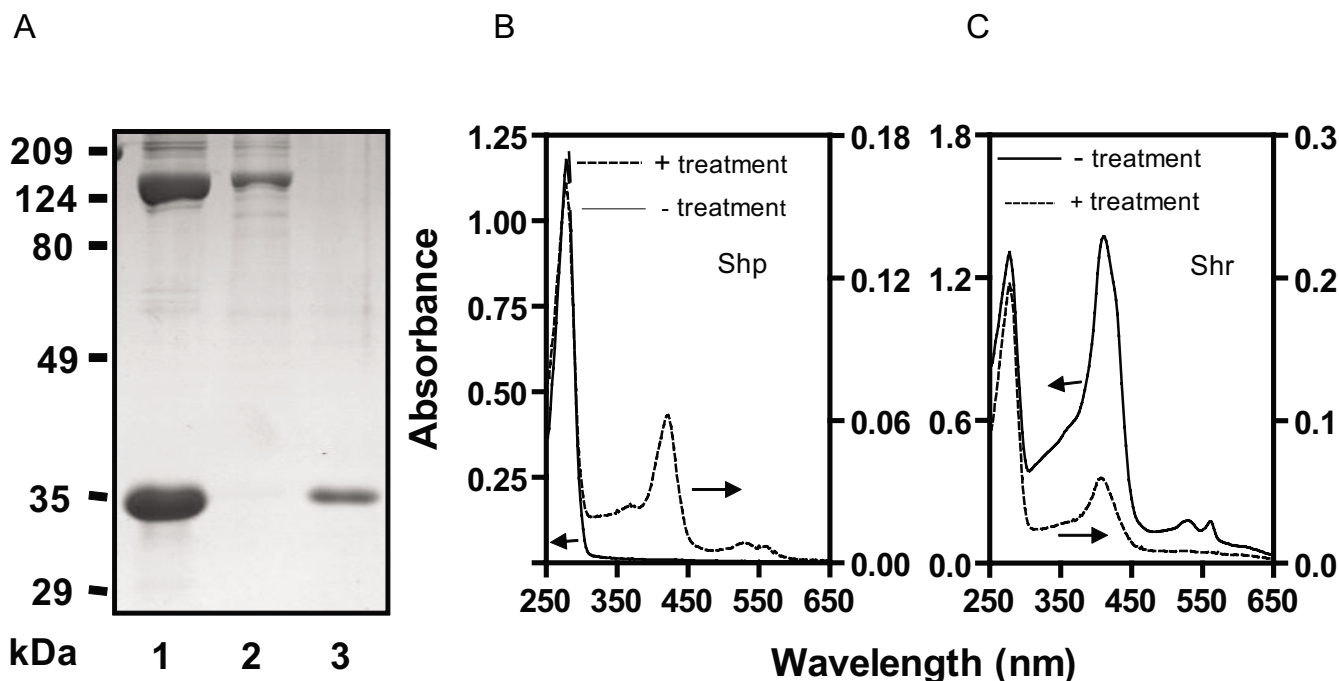 A
B
C
209
124
80
49
35
29
kDa
1 2 3
Absorbance
1.25
1.00
0.75
0.50
0.25
0.18
0.12
0.06
0.00
+ treatment
- treatment
Shp
250 350 450 550 650
1.8
1.2
0.6
0.0
0.3
0.2
0.1
0.0
- treatment
+ treatment
Shr
250 350 450 550 650
Wavelength (nm)